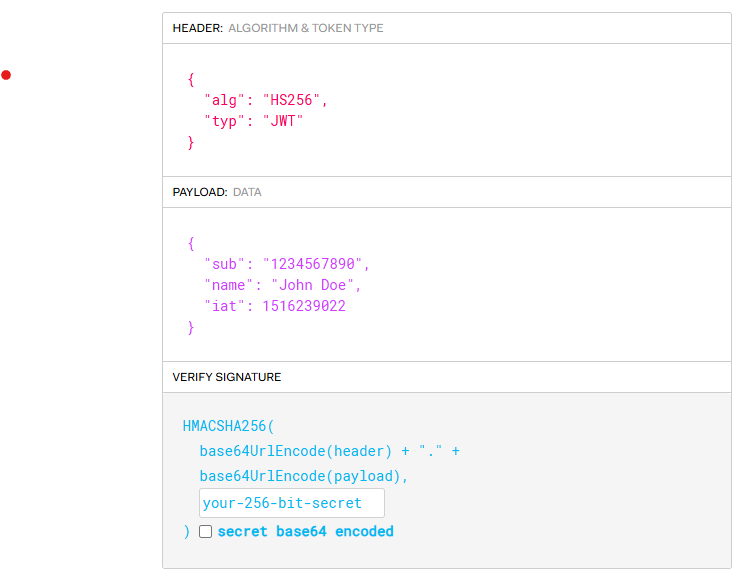 HEADER: ALGORITHM & TOKEN TYPE
{
"alg": "HS256",
"typ": "JWT"
}
PAYLOAD: DATA
{
"sub": "1234567890",
"name": "John Doe",
"iat": 1516239022
}
VERIFY SIGNATURE
HMACSHA256(
base64UrlEncode(header) + "." +
base64UrlEncode(payload),
your-256-bit-secret
) secret base64 encoded